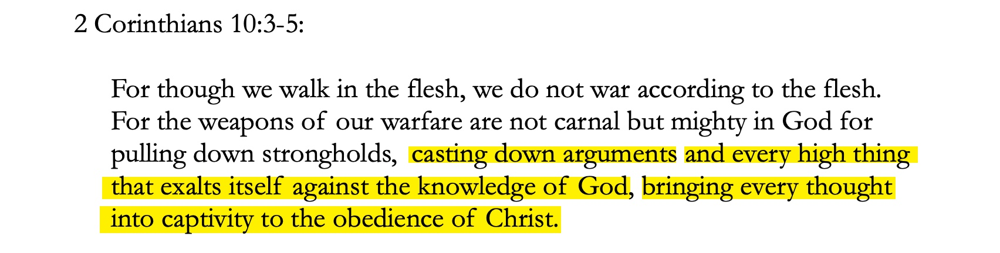 2 Corinthians 10:3-5:
For though we walk in the flesh, we do not war according to the flesh.
For the weapons of our warfare are not carnal but mighty in God for
pulling down strongholds, casting down arguments and every high thing
that exalts itself against the knowledge of God, bringing every thought
into captivity to the obedience of Christ.